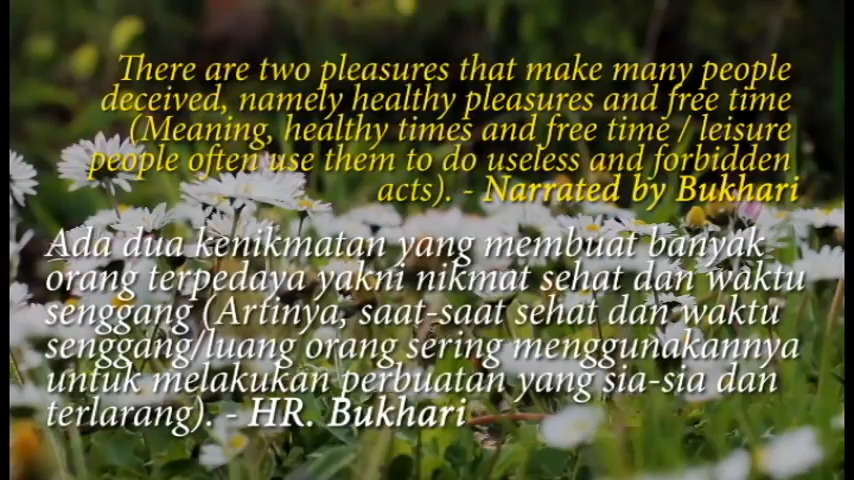 There are two pleasures that make many people
deceived, namely healthy pleasures and free time
(Meaning, healthy times and free time / leisure
people often use them to do useless and forbidden
acts). - Narrated by Bukhari
Ada dua kenikmatan yang membuat banyak
orang terpedaya yakni nikmat sehat dan waktu
senggang (Artinya, saat-saat sehat dan waktu
senggang/luang orang sering menggunakannya
untuk melakukan perbuatan yang sia-sia dan
terlarang). - HR. Bukhari